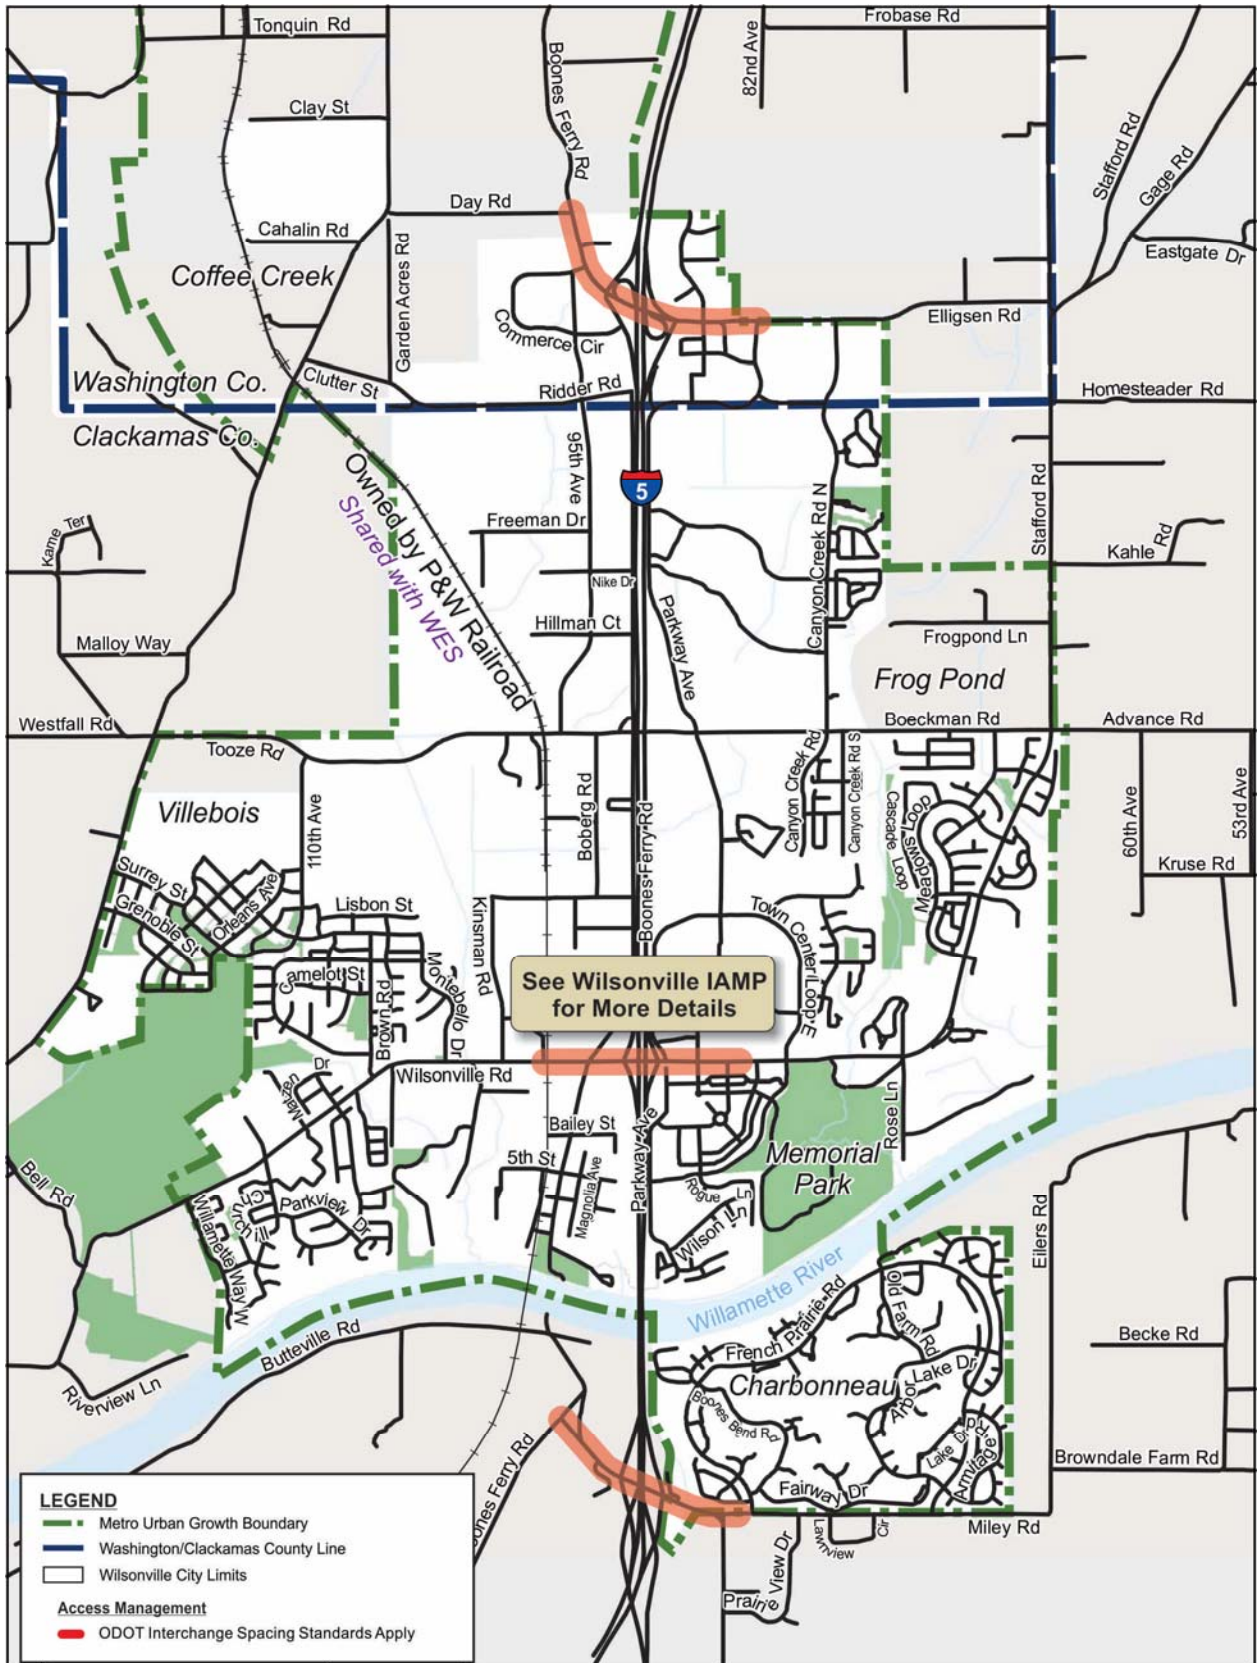 Tonquin Rd
Frobase Rd
82nd Ave
Boones Ferry Rd
Clay St
Stafford Rd
Gage Rd
Day Rd
Cahalin Rd
Eastgate Dr
Coffee Creek
Garden Acres Rd
Elligsen Rd
Commerce Cir
Washington Co.
Clutter St
Ridder Rd
Homesteader Rd
Clackamas Co.
95th Ave
Owned by P&W Railroad
Shared with WES
5
Canyon Creek Rd N
Stafford Rd
Kame Ter
Freeman Dr
Kahle Rd
Nike Dr
Parkway Ave
Hillman Ct
Frogpond Ln
Malloy Way
Frog Pond
Westfall Rd
Boeckman Rd
Advance Rd
Tooze Rd
Canyon Creek Rd
Canyon Creek Rd S
Boberg Rd
Villebois
110th Ave
Boones Ferry Rd
Cascade Loop
Meadows Loop
60th Ave
53rd Ave
Kruse Rd
Surrey St
Grenoble St
Orleans Ave
Lisbon St
Kinsman Rd
Town Center Loop E
Camelot St
Brown Rd
Montebello Dr
See Wilsonville IAMP
for More Details
Wilsonville Rd
Matzen Dr
Rose Ln
Bailey St
Parkway Ave
5th St
Magnolia Ave
Memorial
Park
Rogue Ln
Wilson Ln
Bell Rd
Willamette Way W
Churchill
Parkview Dr
Eilers Rd
Willamette River
Old Farm Rd
French Prairie Rd
Butteville Rd
Becke Rd
Riverview Ln
Charbonneau
Arbor Lake Dr
Boones Bend Rd
Lake Dr
Armitage Rd
Boones Ferry Rd
Browndale Farm Rd
Fairway Dr
Miley Rd
Lawnview Cir
Prairie View Dr
LEGEND
Metro Urban Growth Boundary
Washington/Clackamas County Line
Wilsonville City Limits
Access Management
ODOT Interchange Spacing Standards Apply